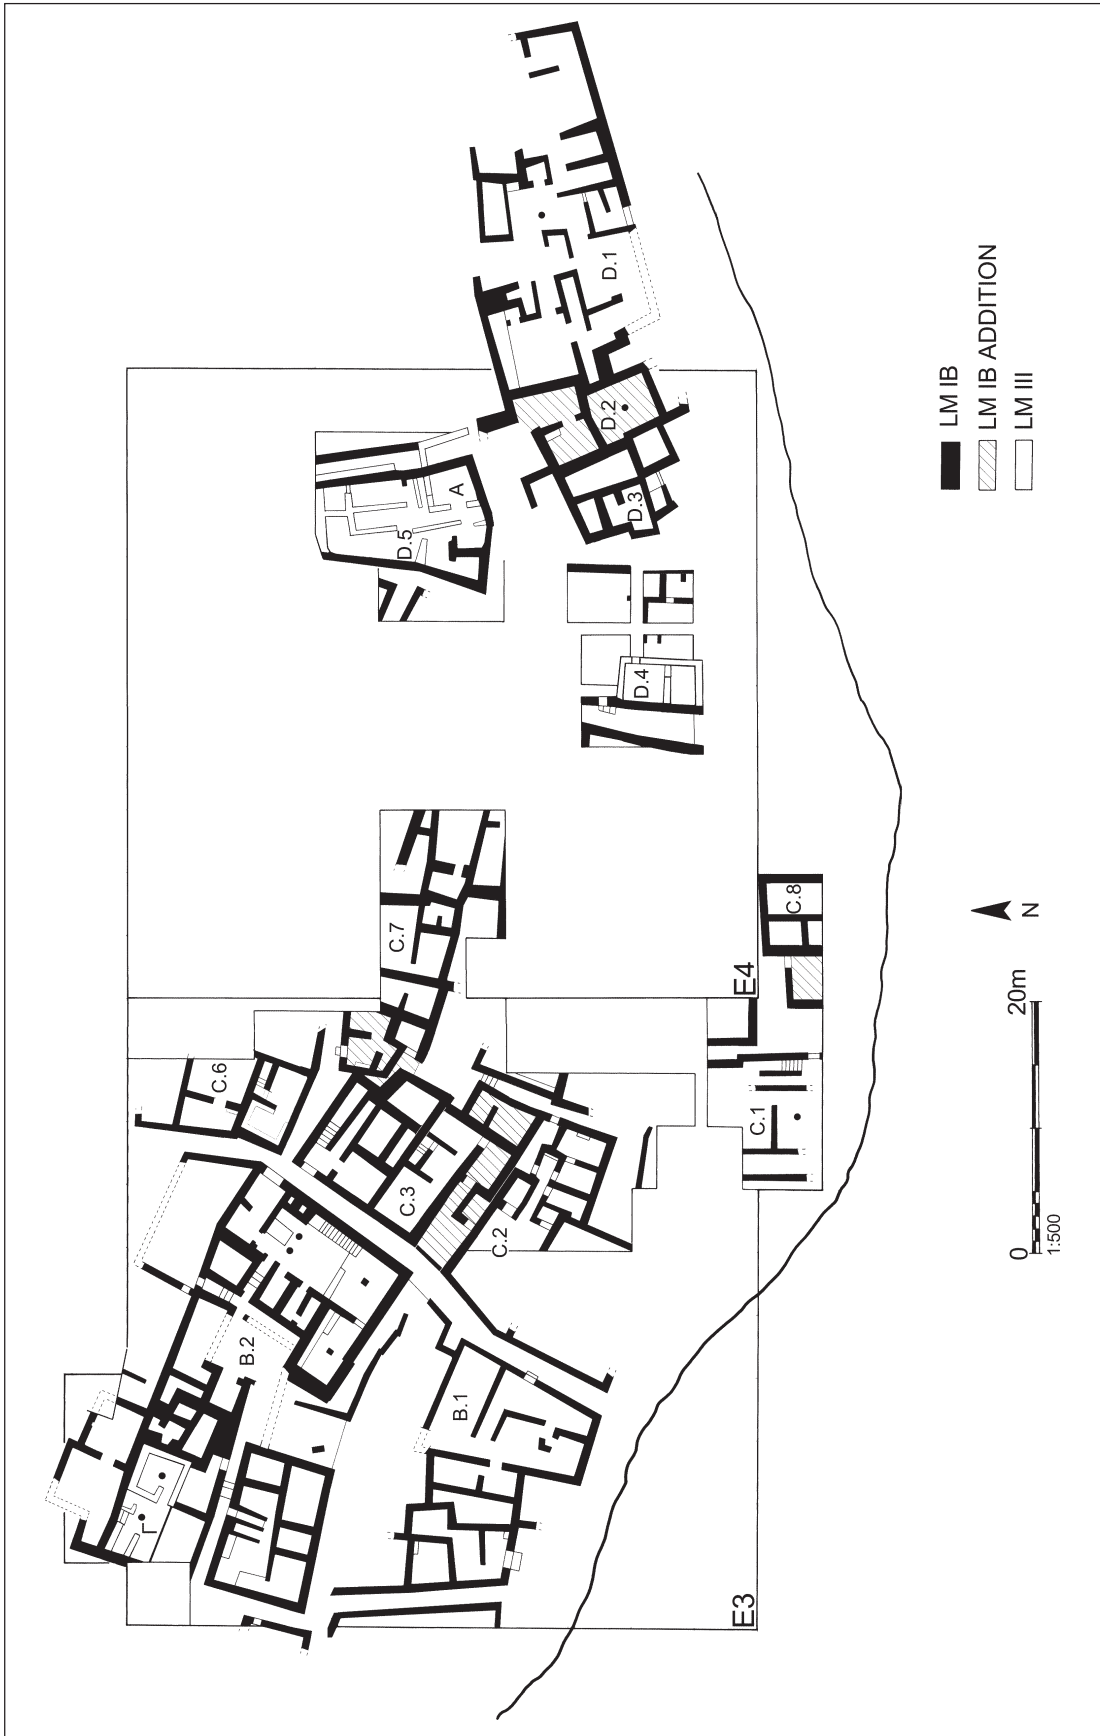 B.2
Γ
B.1
E3
C.6
C.3
C.2
C.7
C.1
C.8
E4
D.5
A
D.4
D.3
D.2
D.1
0 20m
1:500
N
LM IB
LM IB ADDITION
LM III